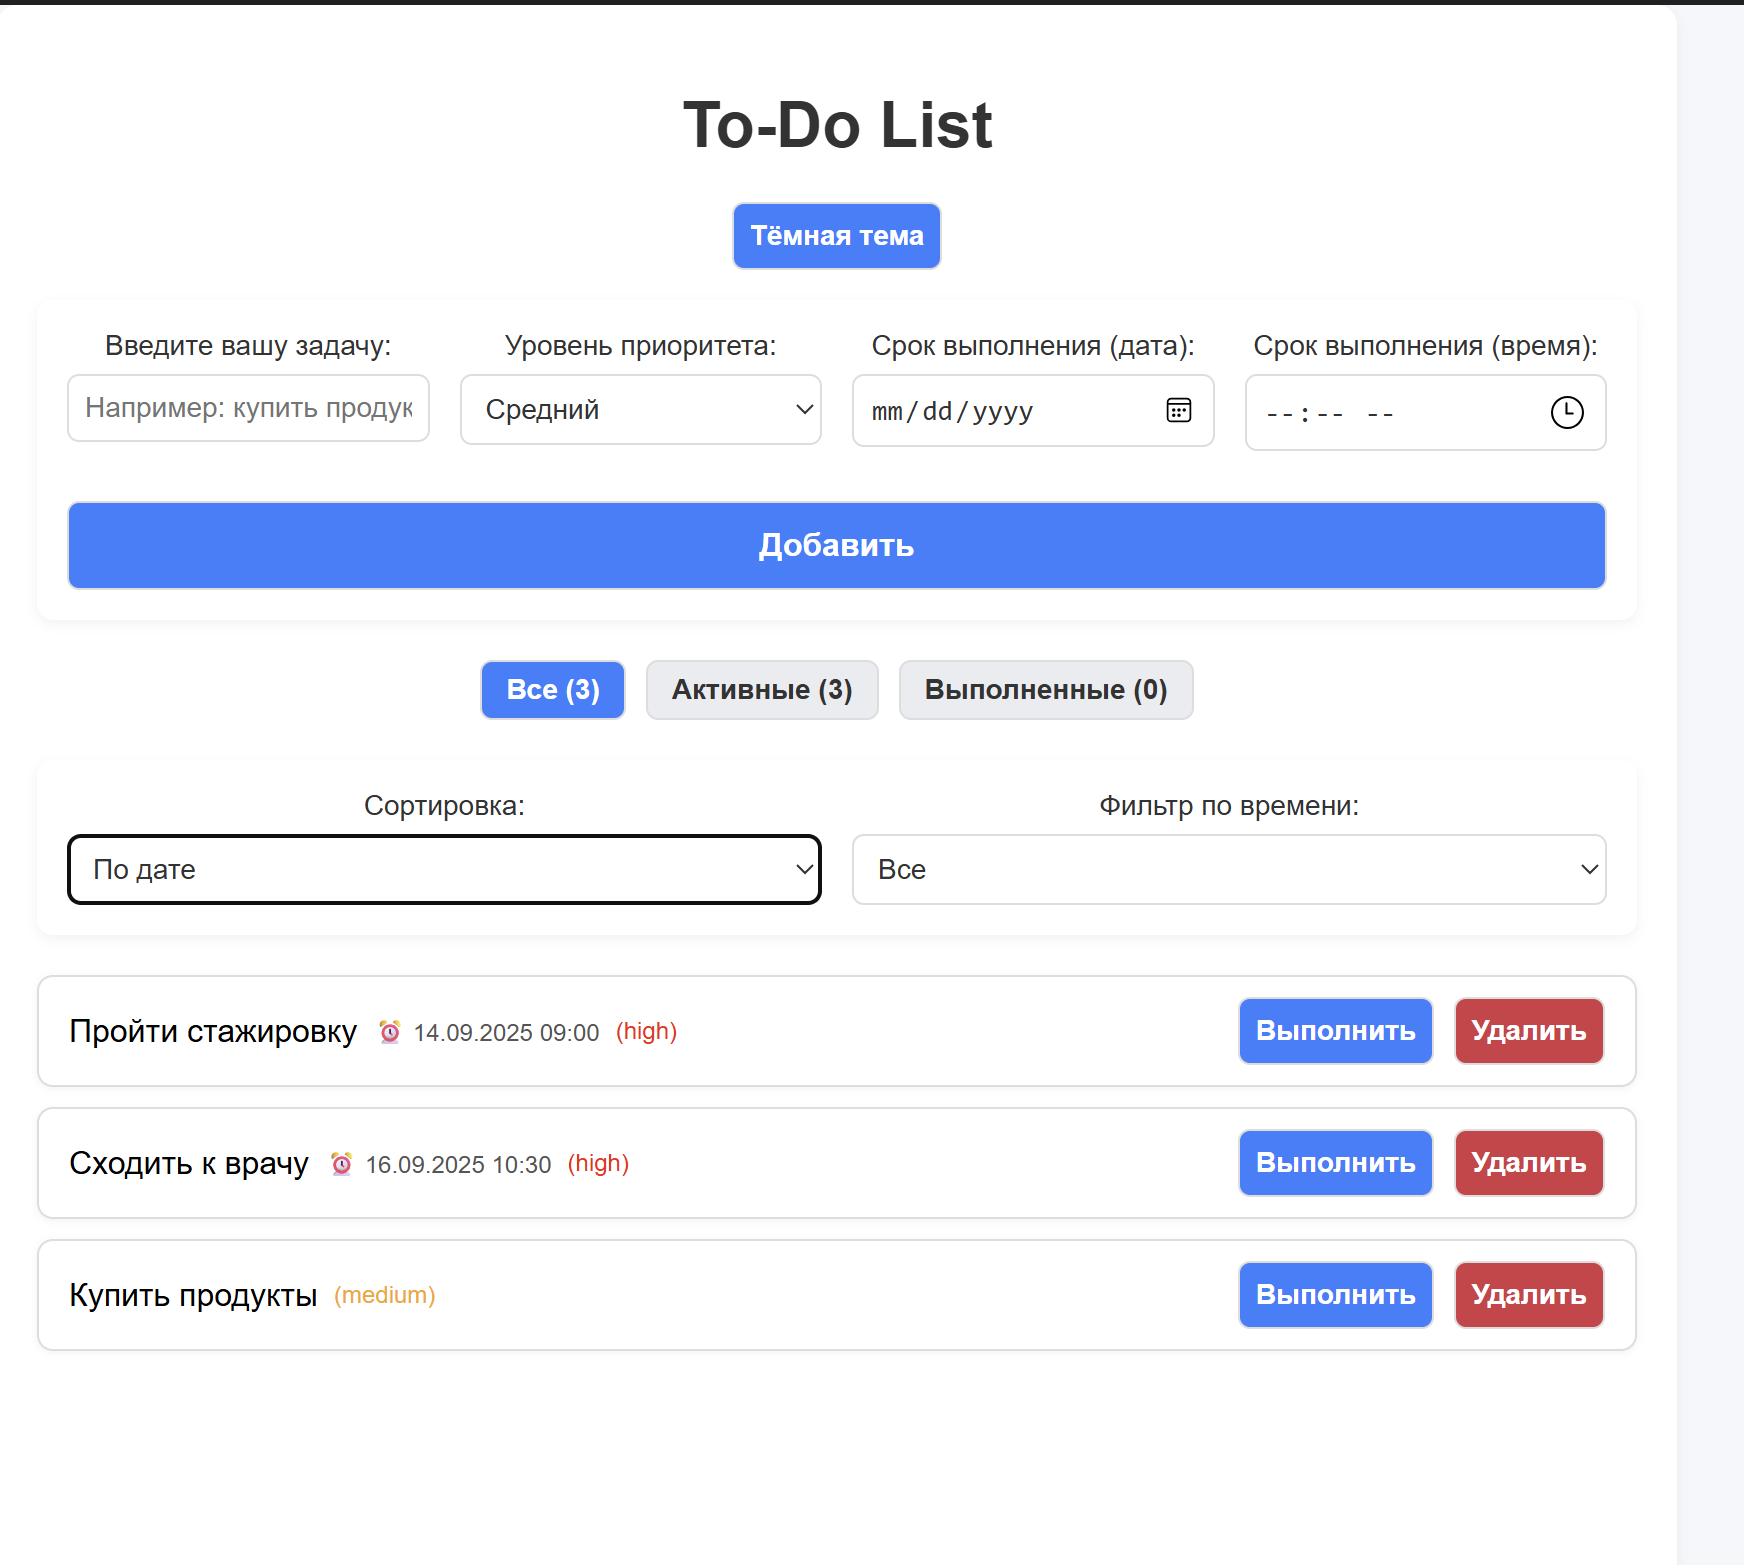 To-Do List
Тёмная тема
Введите вашу задачу: Уровень приоритета: Срок выполнения (дата): Срок выполнения (время):
Например: купить продук Средний mm/dd/yyyy --:-- --
Добавить
Все (3) Активные (3) Выполненные (0)
Сортировка: Фильтр по времени:
По дате Все
Пройти стажировку ⏰ 14.09.2025 09:00 (high) Выполнить Удалить
Сходить к врачу ⏰ 16.09.2025 10:30 (high) Выполнить Удалить
Купить продукты (medium) Выполнить Удалить